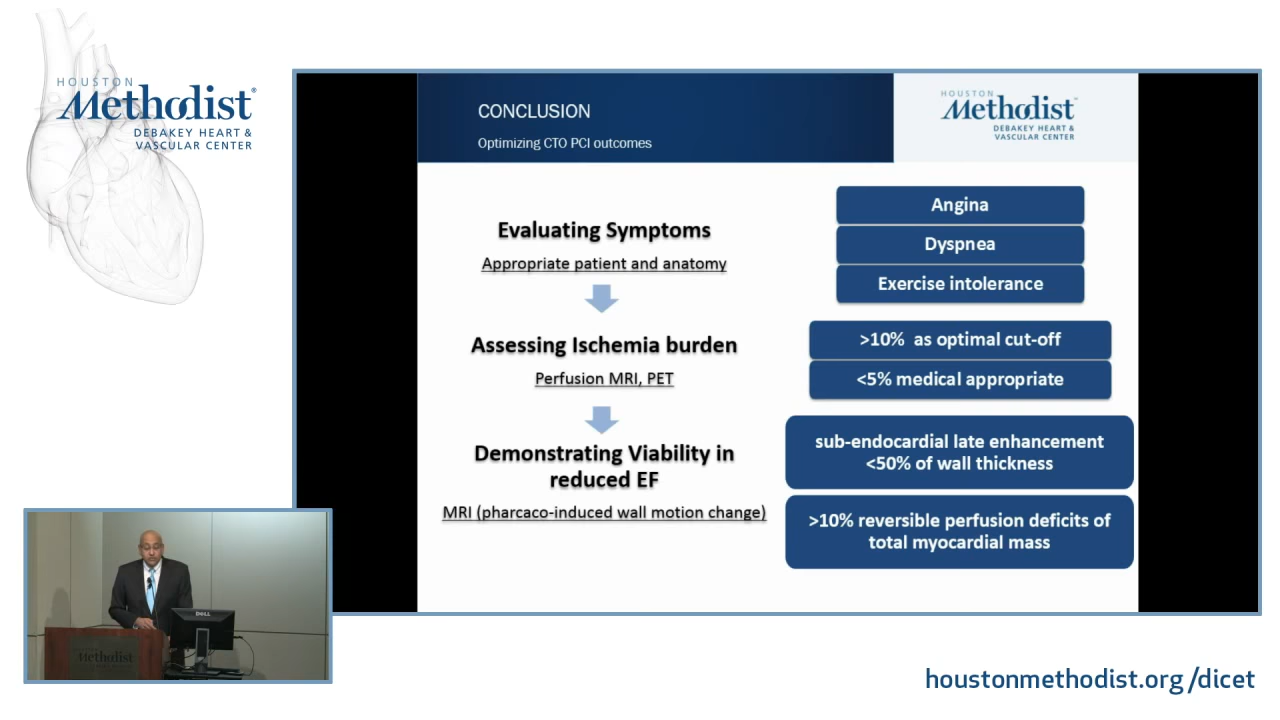 HOUSTON
Methodist®
DEBAKEY HEART &
VASCULAR CENTER
CONCLUSION
Optimizing CTO PCI outcomes
HOUSTON
Methodist
DEBAKEY HEART &
VASCULAR CENTER
Evaluating Symptoms
Appropriate patient and anatomy
Angina
Dyspnea
Exercise intolerance
Assessing Ischemia burden
Perfusion MRI, PET
>10% as optimal cut-off
<5% medical appropriate
Demonstrating Viability in
reduced EF
MRI (pharcaco-induced wall motion change)
sub-endocardial late enhancement
<50% of wall thickness
>10% reversible perfusion deficits of
total myocardial mass
DELL
Methodist
houstonmethodist.org/dicet